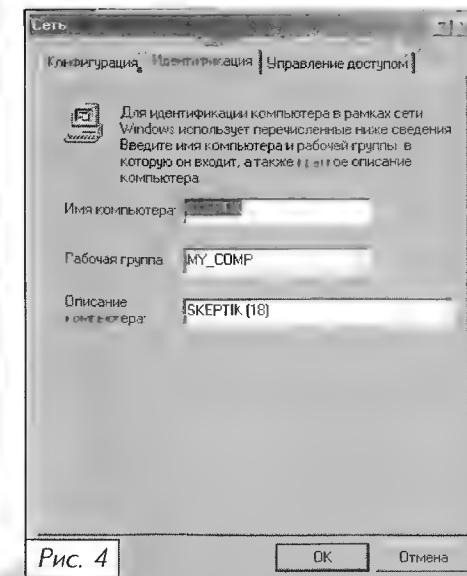 Сеть
Конфигурация Идентификация Управление доступом
Для идентификации компьютера в рамках сети
Windows использует перечисленные ниже сведения
Введите имя компьютера и рабочей группы, в
которую он входит, а также краткое описание
компьютера
Имя компьютера:
Рабочая группа MY_COMP
Описание
компьютера: SKEPTIK (18)
OK Отмена
Рис. 4